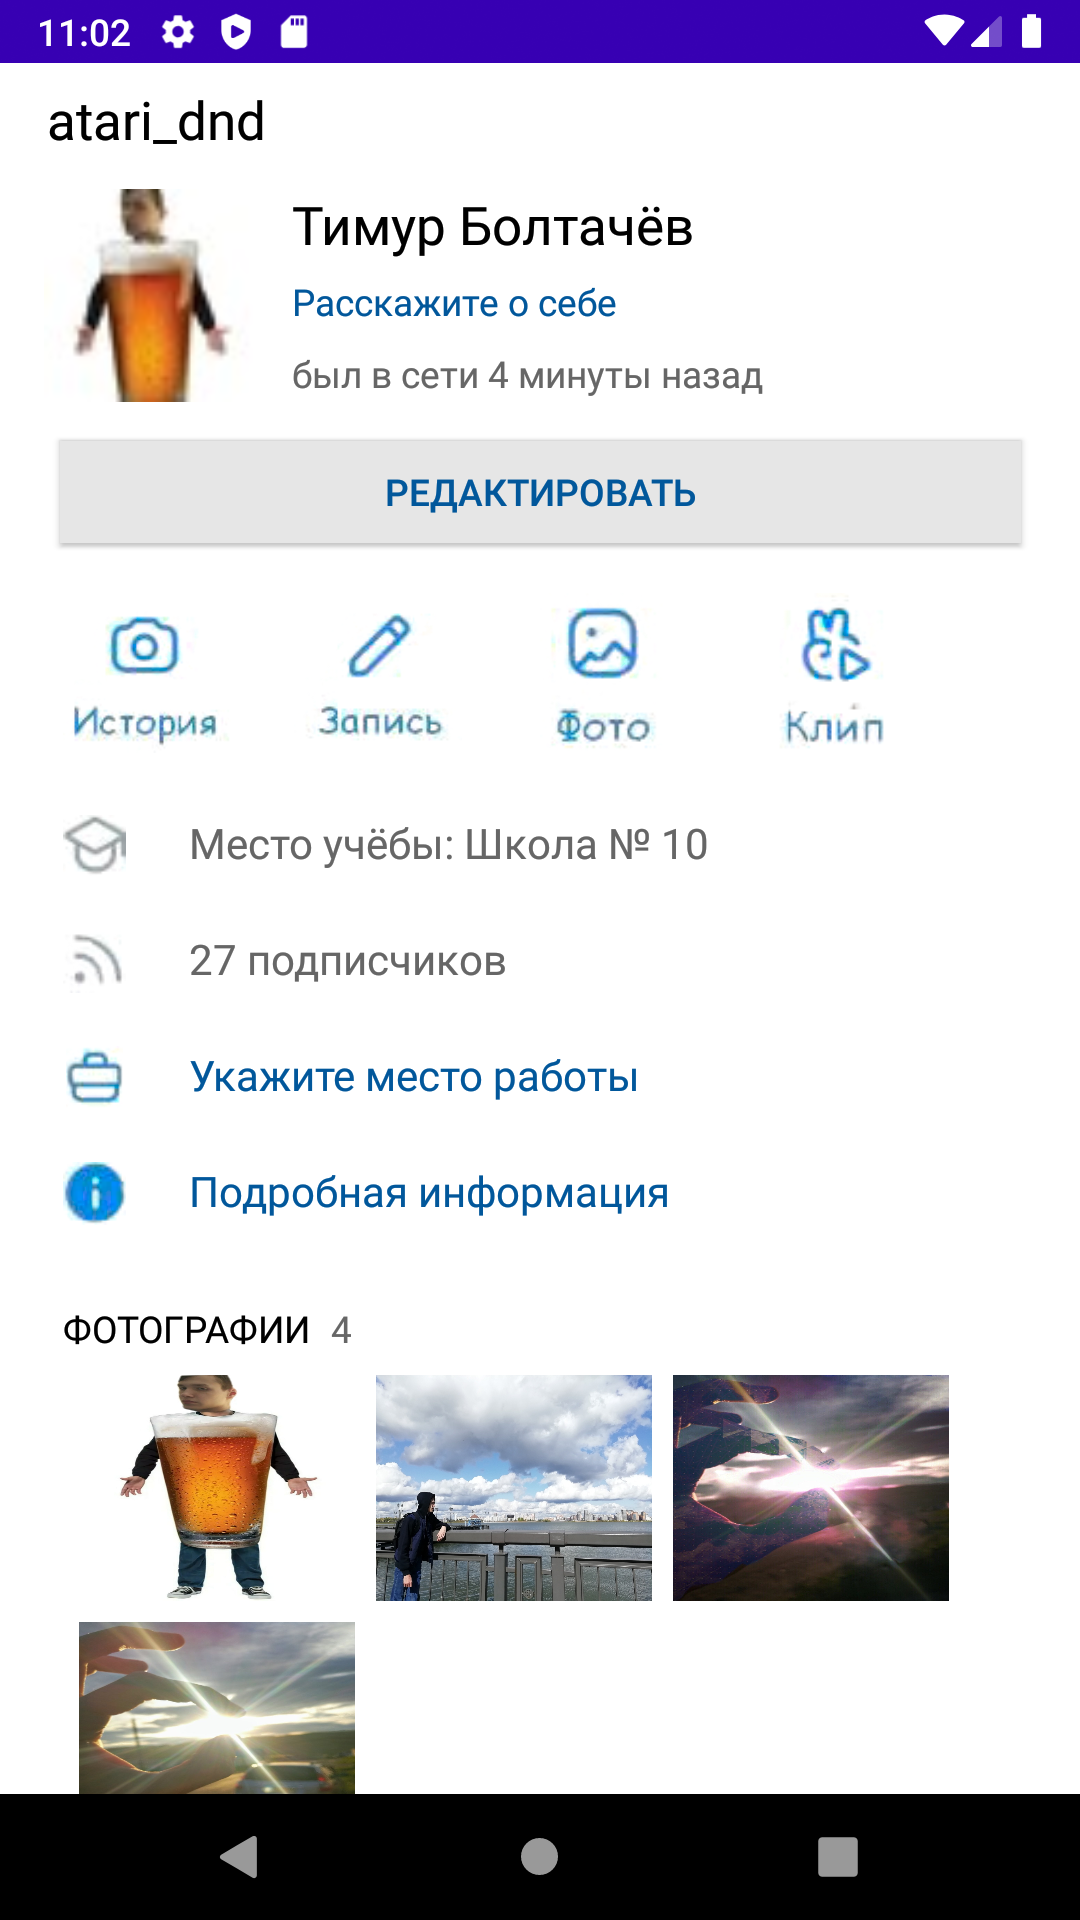 11:02
atari_dnd
Тимур Болтачёв
Расскажите о себе
был в сети 4 минуты назад
РЕДАКТИРОВАТЬ
История Запись Фото Клип
Место учёбы: Школа № 10
27 подписчиков
Укажите место работы
Подробная информация
ФОТОГРАФИИ 4